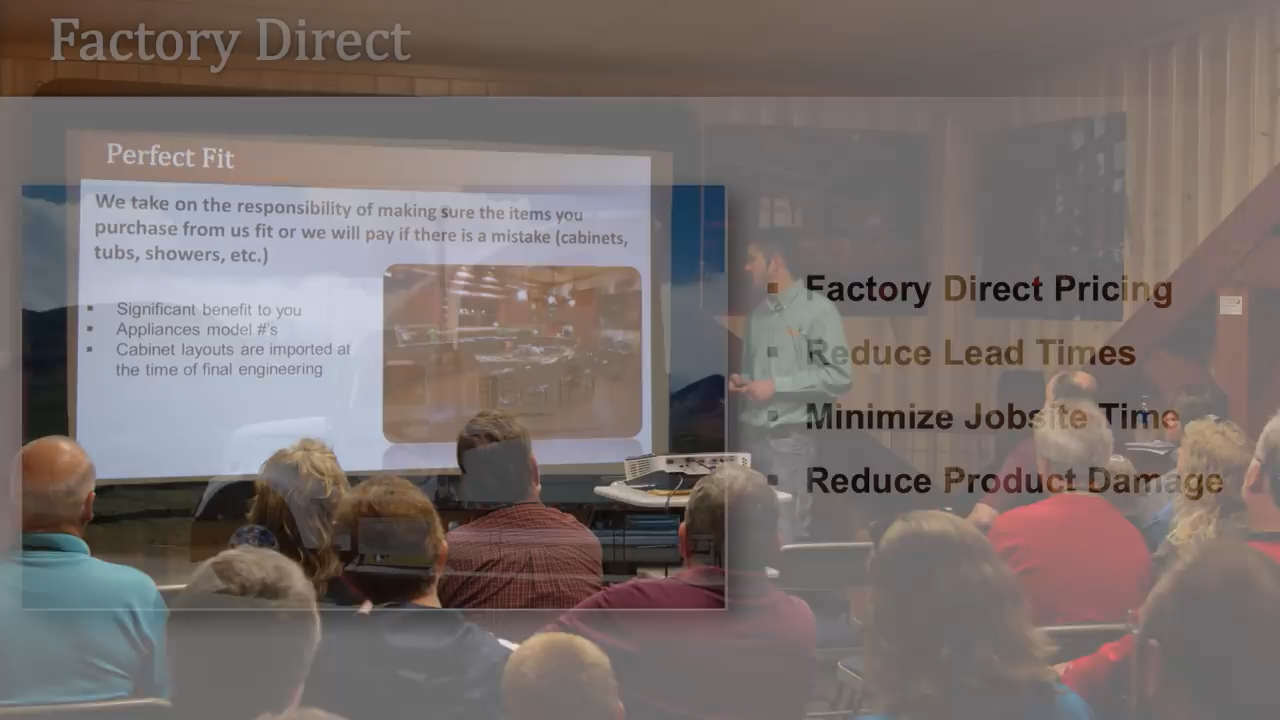 Factory Direct
Perfect Fit
We take on the responsibility of making sure the items you
purchase from us fit or we will pay if there is a mistake (cabinets,
tubs, showers, etc.)
▪ Significant benefit to you
▪ Appliances model #'s
▪ Cabinet layouts are imported at
the time of final engineering
▪ Factory Direct Pricing
▪ Reduce Lead Times
▪ Minimize Jobsite Time
▪ Reduce Product Damage